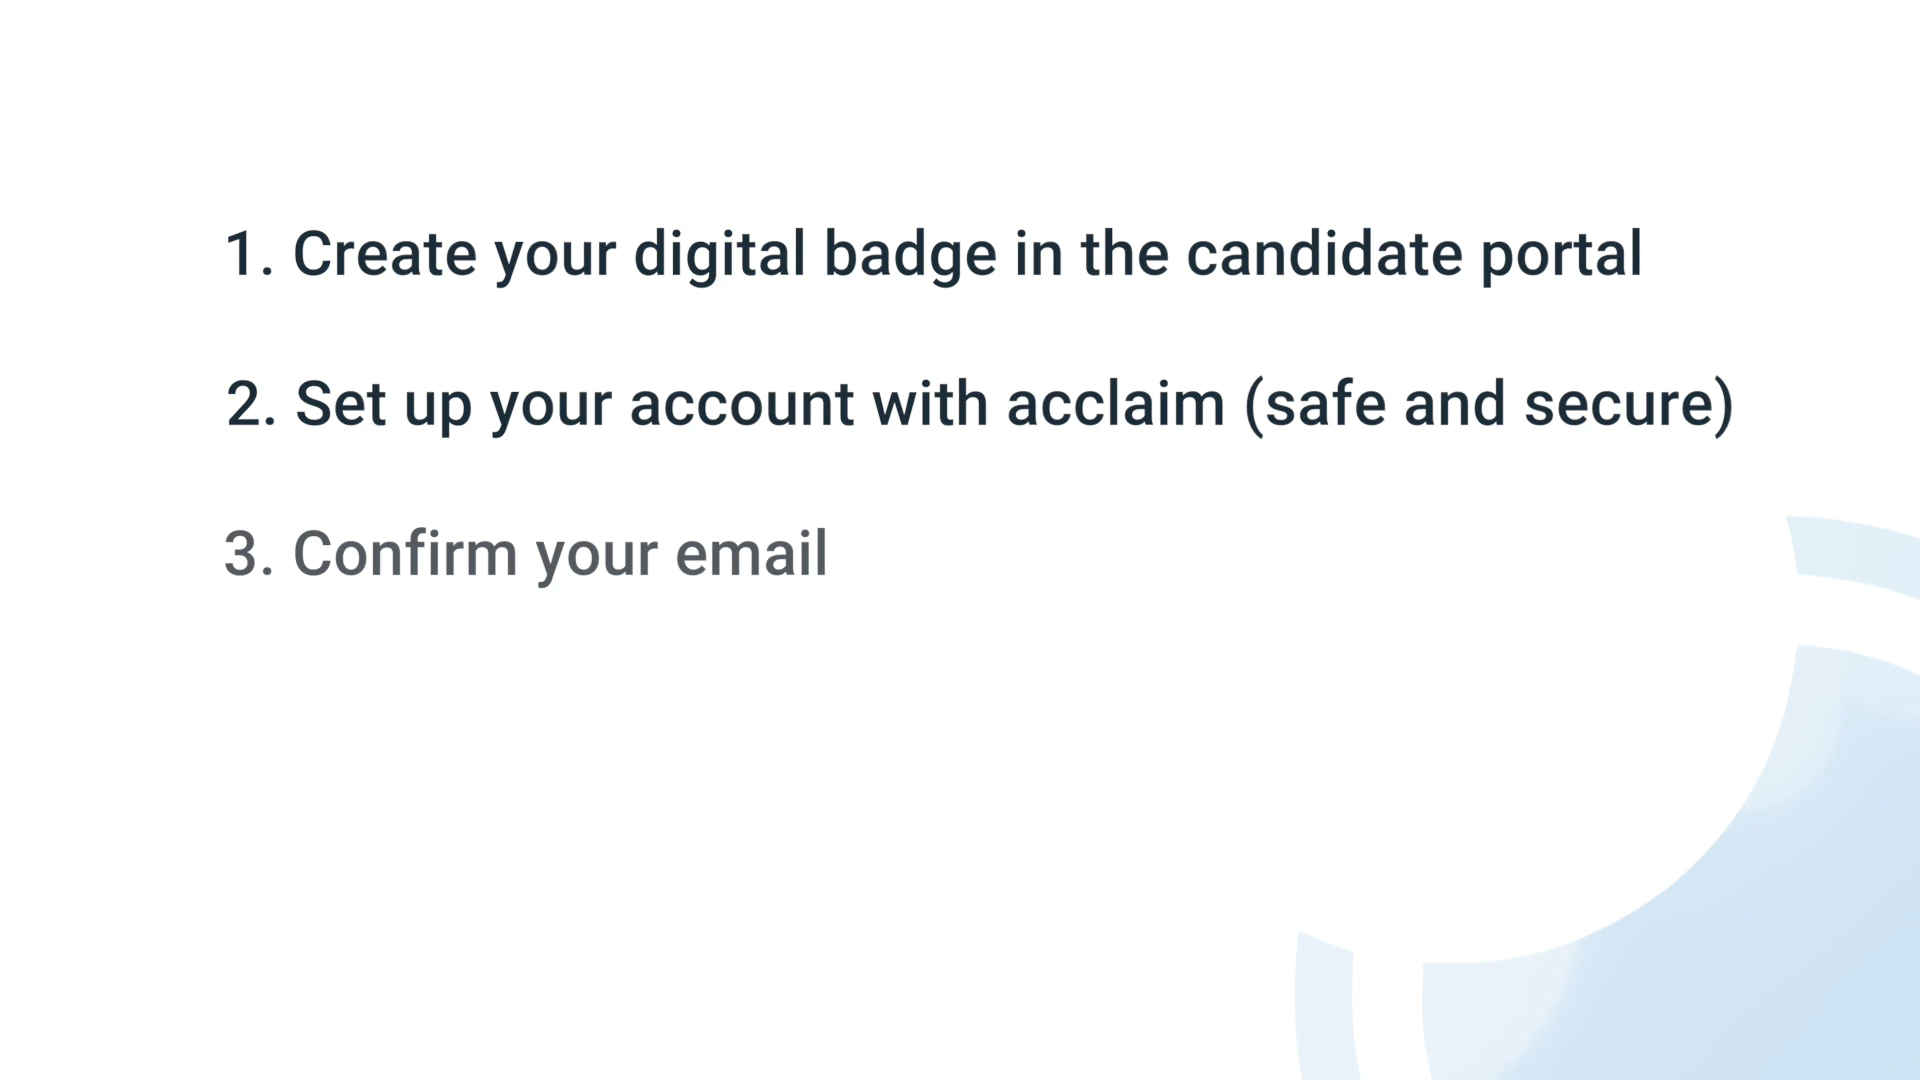 1. Create your digital badge in the candidate portal
2. Set up your account with acclaim (safe and secure)
3. Confirm your email